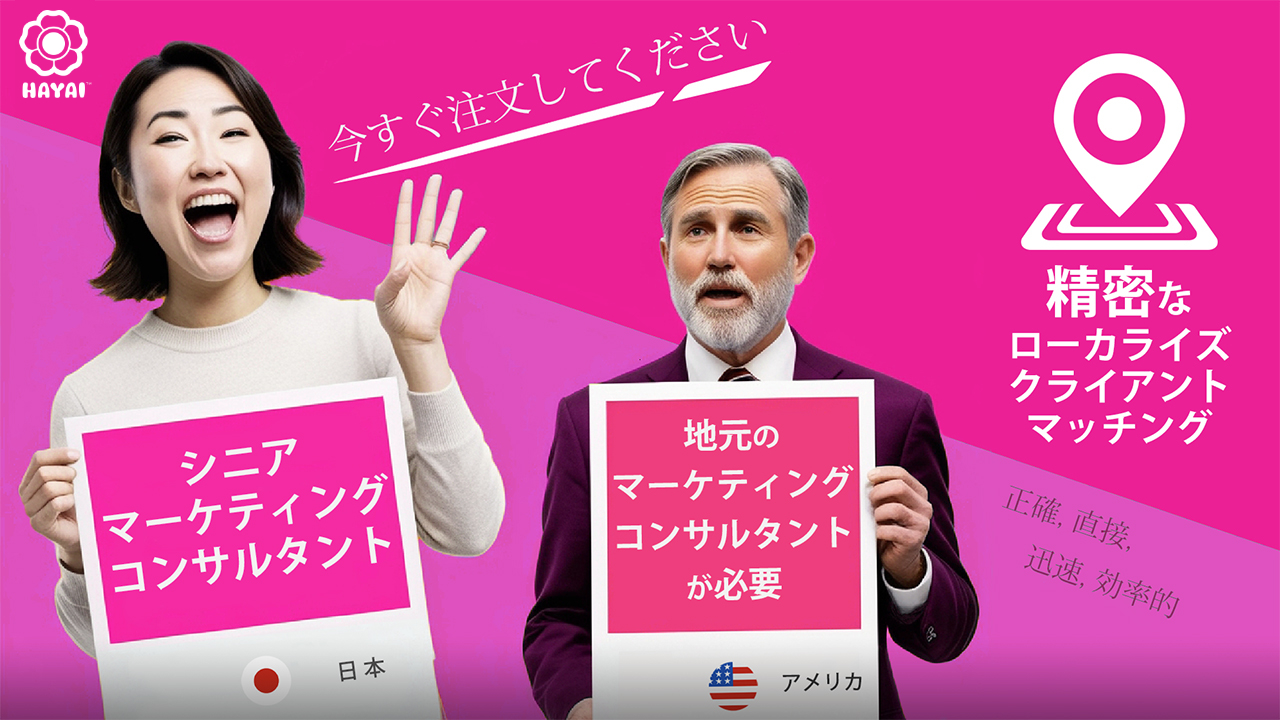 HAYAI™
今すぐ注文してください
精密な
ローカライズ
クライアント
マッチング
シニア
マーケティング
コンサルタント
日本
地元の
マーケティング
コンサルタント
が必要
アメリカ
正確, 直接,
迅速, 効率的